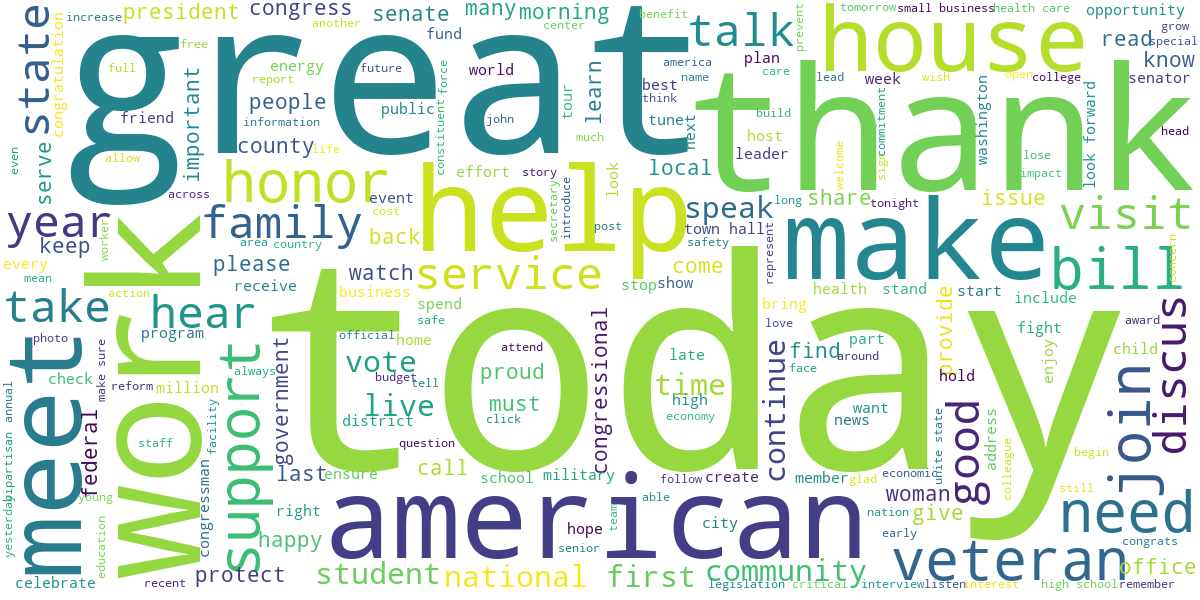 increase
president
congress
another
senate
many
morning
center
benefit
talk
prevent
tomorrow
small business
health care
opportunity
house
read
grow
special
know
senator
state
congratulation
great
free
full
energy
report
future
fund
world
force
america
name
plan
care
lead
week
wish
open
college
important
people
information
public
constituent
john
tour
learn
best
think
much
tune
next
thank
build
host
commitment
sign
washington
look forward
head
friend
even
serve
allow
county
life
across
effort
story
look
local
leader
welcome
lose
impact
honor
help
event
cost
introduce
secretary
post
speak
long
share
tonight
issue
visit
year
keep
worker
family
area
country
back
town hall
safety
represent
make
bill
concern
every
mean
please
receive
watch
service
come
stop
show
action
business
spend
safe
bring
health
stand
provide
start
include
take
hear
work
today
photo
program
official
home
attend
congressional
love
late
continue
find
part
around
face
fight
enjoy
award
child
discus
meet
check
make sure
reform
million
support
always
government
vote
budget
tell
proud
time
high
economy
want
news
hold
join
live
district
must
click
bipartisan
annual
federal
staff
facility
question
good
address
unite state
colleague
begin
yesterday
young
education
congressman
last
ensure
call
school
military
follow
create
member
glad
economic
woman
still
need
right
happy
american
hope
able
team
city
nation
give
early
congrats
celebrate
recent
protect
student
national
senior
first
community
veteran
office
legislation
critical
interview
listen
interest
high school
remember